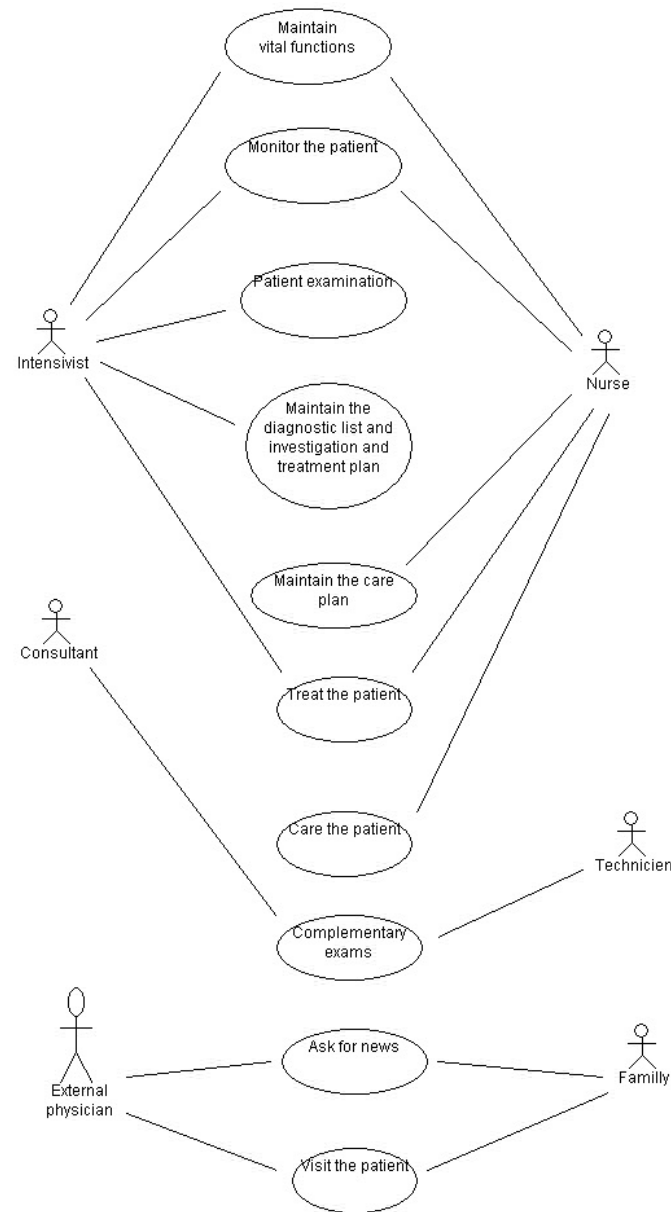 Maintain
vital functions
Monitor the patient
Patient examination
Intensivist
Nurse
Maintain the
diagnostic list and
investigation and
treatment plan
Maintain the care
plan
Consultant
Treat the patient
Care the patient
Technicien
Complementary
exams
Ask for news
External
physician
Familly
Visit the patient